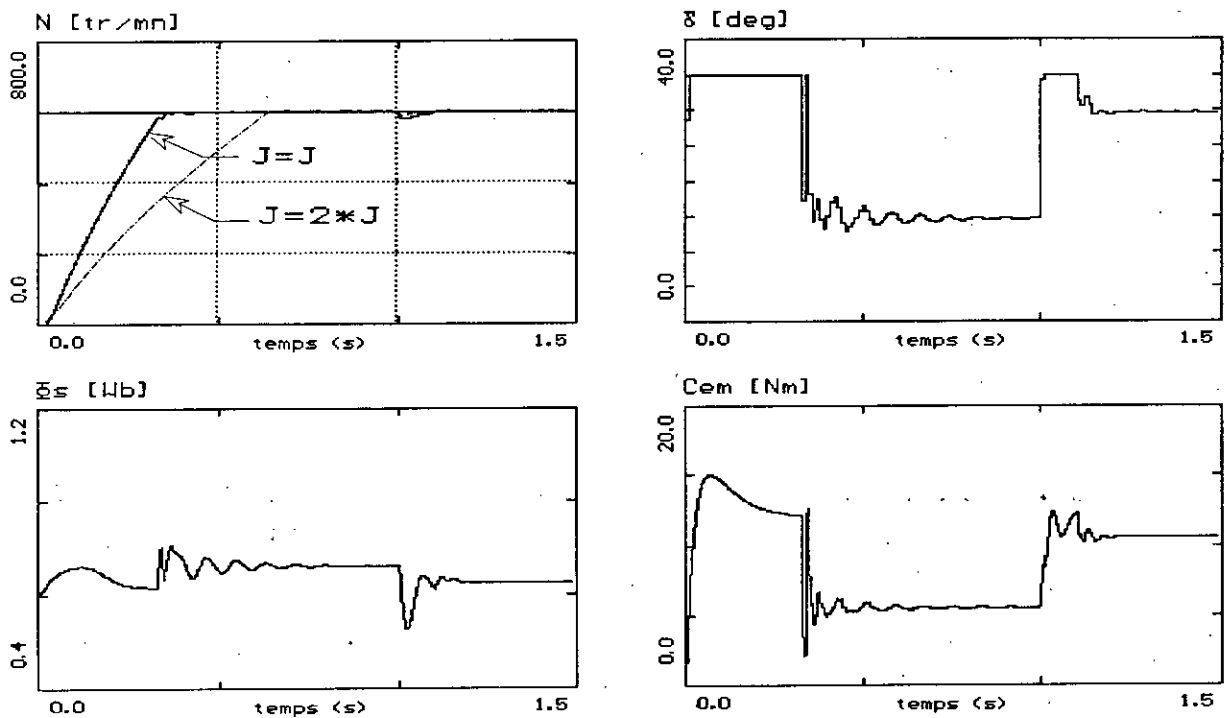 N [tr/mn]
800.0
0.0
J=J
J=2*J
0.0 temps (s) 1.5
δ [deg]
40.0
0.0
0.0 temps (s) 1.5
Φs [Wb]
1.2
0.4
0.0 temps (s) 1.5
Cem [Nm]
20.0
0.0
0.0 temps (s) 1.5